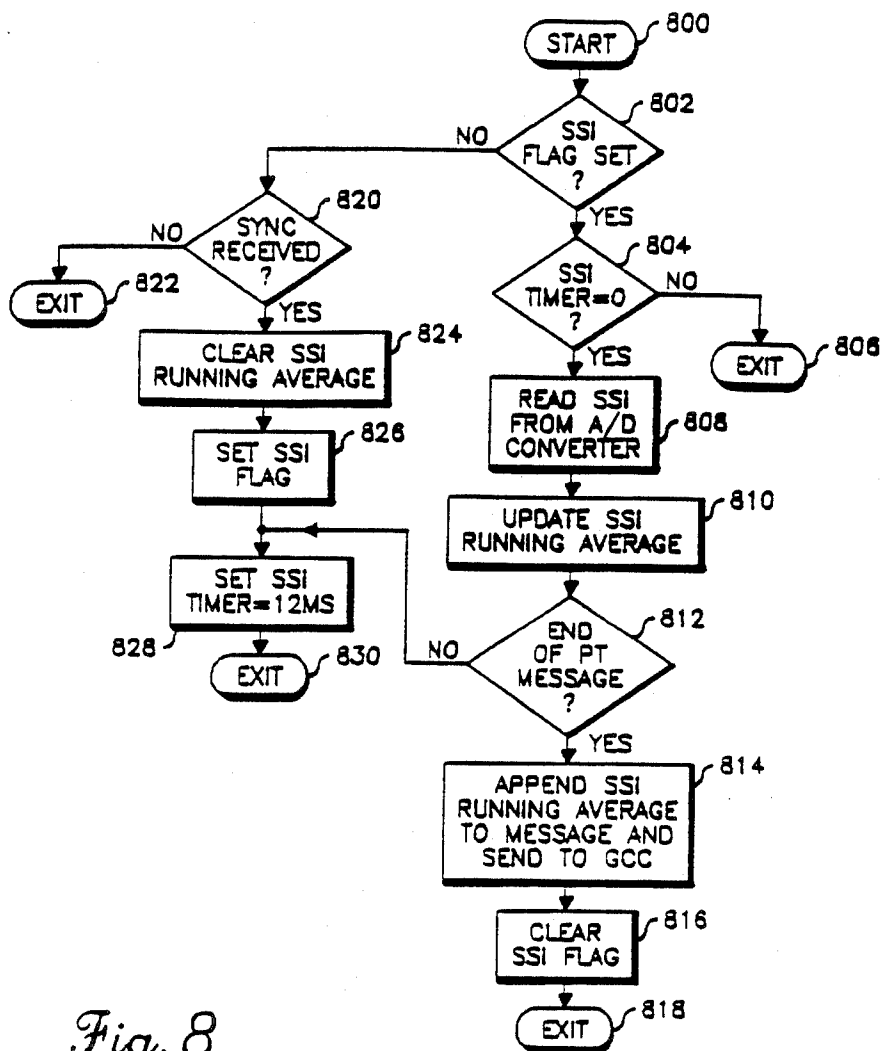 START
800
SSI
FLAG SET
?
802
NO
YES
SYNC
RECEIVED
?
820
NO
YES
EXIT
822
SSI
TIMER=0
?
804
NO
YES
EXIT
806
CLEAR SSI
RUNNING AVERAGE
824
READ SSI
FROM A/D
CONVERTER
808
SET SSI
FLAG
826
UPDATE SSI
RUNNING AVERAGE
810
SET SSI
TIMER=12MS
828
EXIT
830
END
OF PT
MESSAGE
?
812
NO
YES
APPEND SSI
RUNNING AVERAGE
TO MESSAGE AND
SEND TO GCC
814
CLEAR
SSI FLAG
816
EXIT
818
Fig. 8